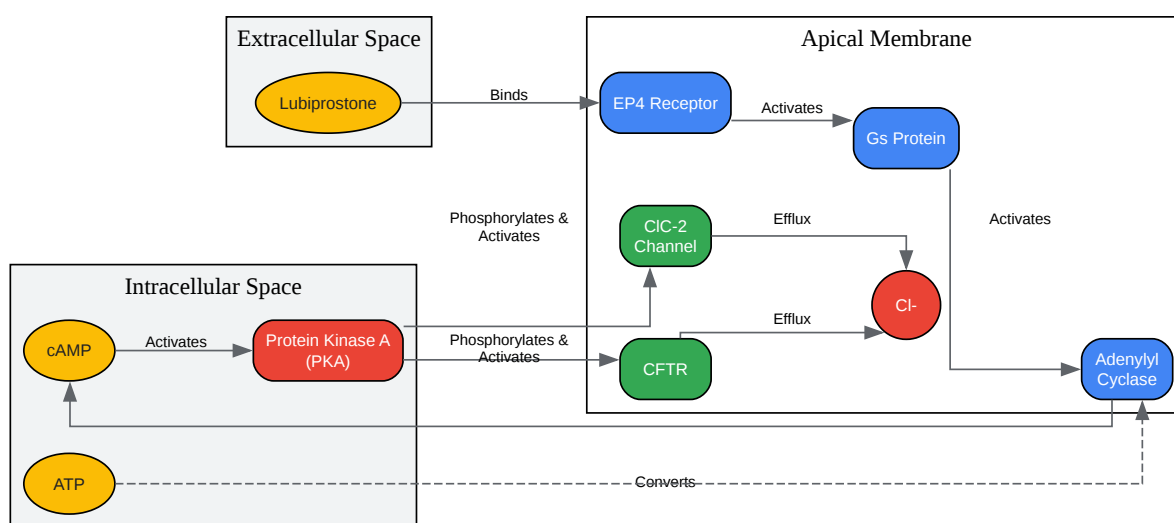 Extracellular Space
Lubiprostone
Binds
Apical Membrane
EP4 Receptor
Activates
Gs Protein
Phosphorylates &
Activates
ClC-2
Channel
Efflux
Activates
Cl-
Intracellular Space
cAMP
Activates
Protein Kinase A
(PKA)
Phosphorylates &
Activates
CFTR
Efflux
Adenylyl
Cyclase
ATP
Converts